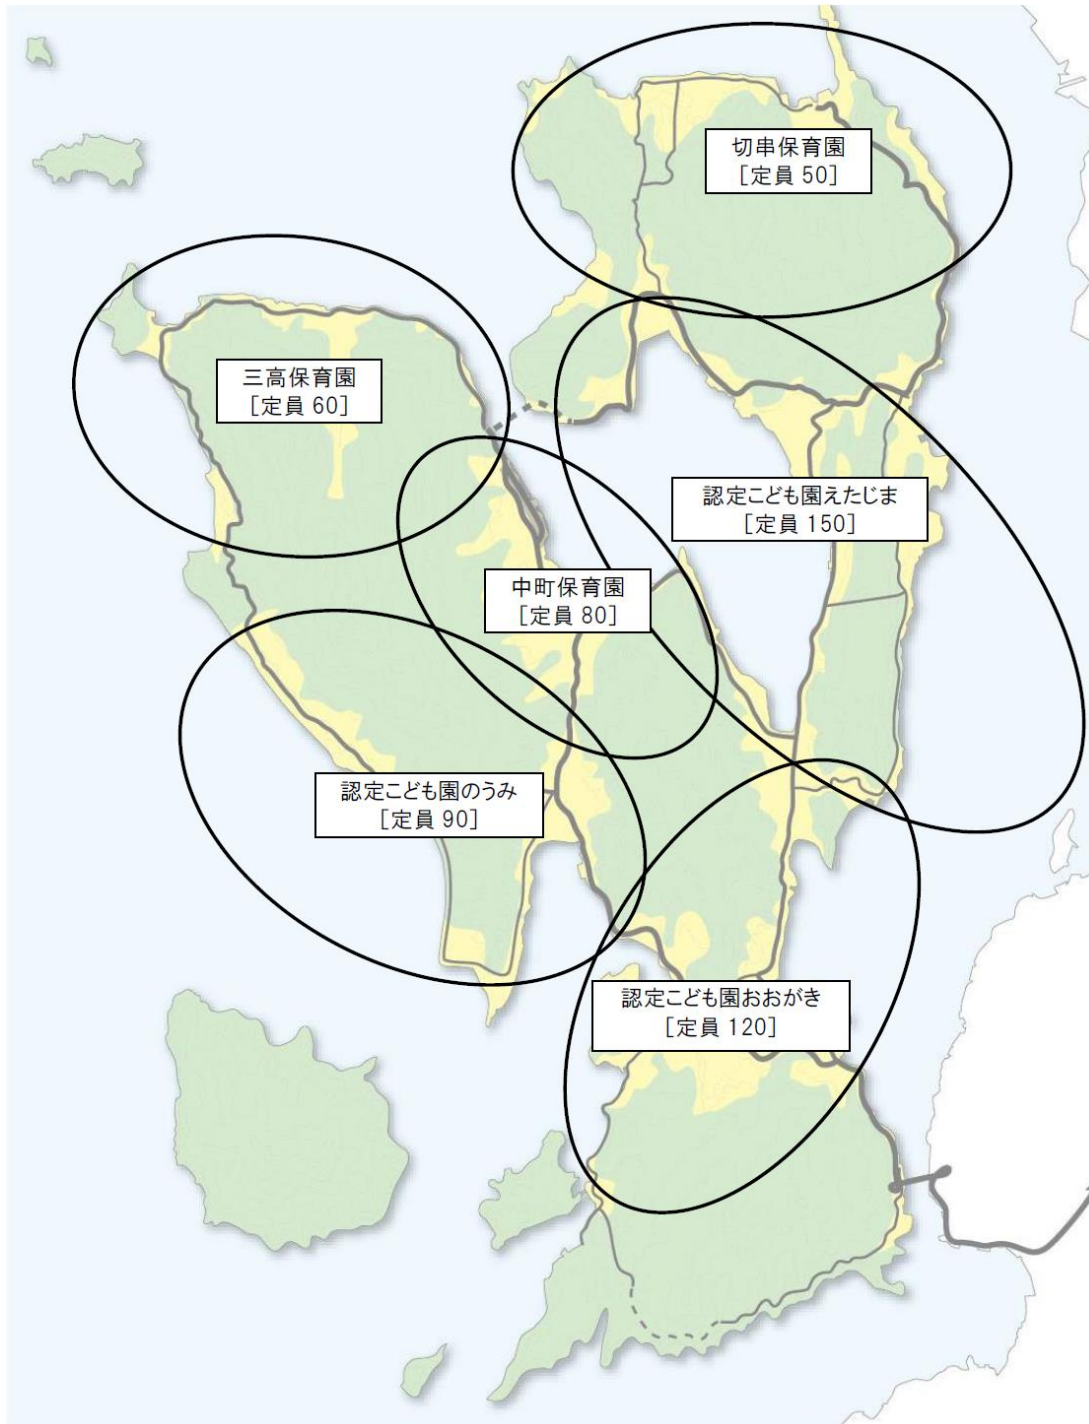 切串保育園
[定員 50]
三高保育園
[定員 60]
認定こども園えたじま
[定員 150]
中町保育園
[定員 80]
認定こども園のうみ
[定員 90]
認定こども園おおがき
[定員 120]